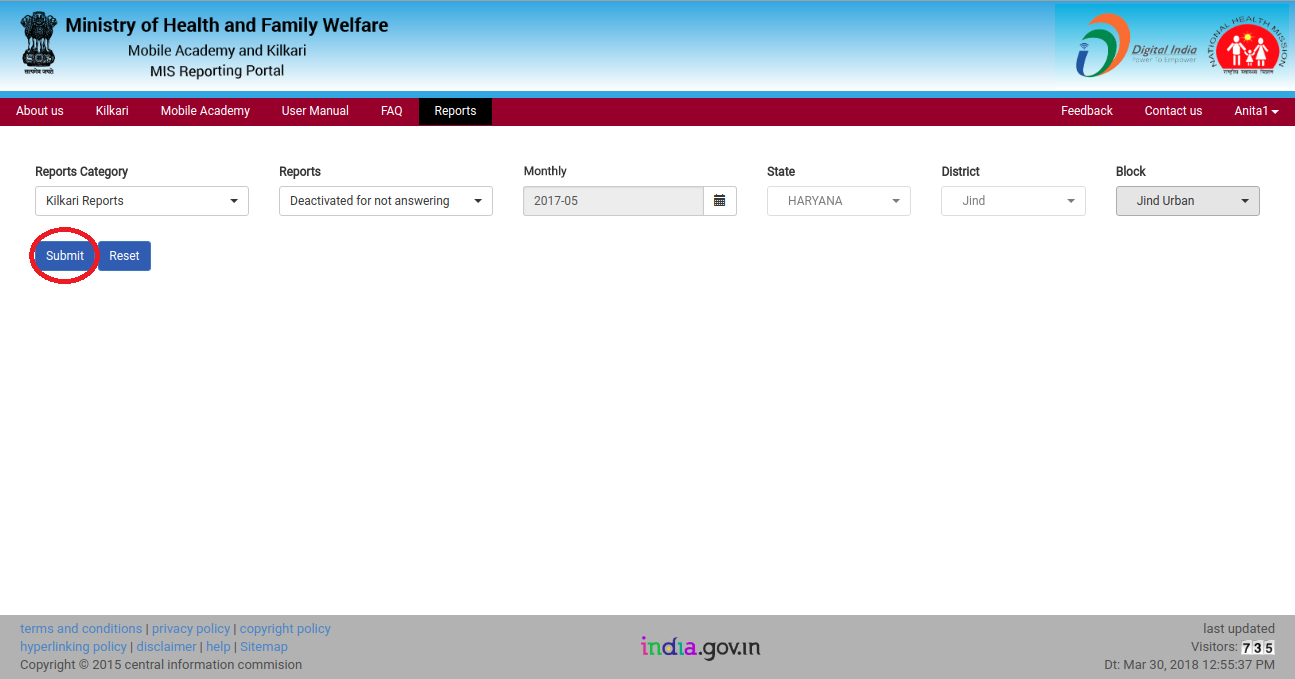 Ministry of Health and Family Welfare
Mobile Academy and Kilkari
MIS Reporting Portal
सत्यमेव जयते
Digital India
Power To Empower
NATIONAL HEALTH MISSION
राष्ट्रीय स्वास्थ्य मिशन
About us Kilkari Mobile Academy User Manual FAQ Reports Feedback Contact us Anita1
Reports Category Reports Monthly State District Block
Kilkari Reports Deactivated for not answering 2017-05 HARYANA Jind Jind Urban
Submit Reset
terms and conditions | privacy policy | copyright policy
hyperlinking policy | disclaimer | help | Sitemap
Copyright © 2015 central information commision
india.gov.in
last updated
Visitors: 735
Dt: Mar 30, 2018 12:55:37 PM